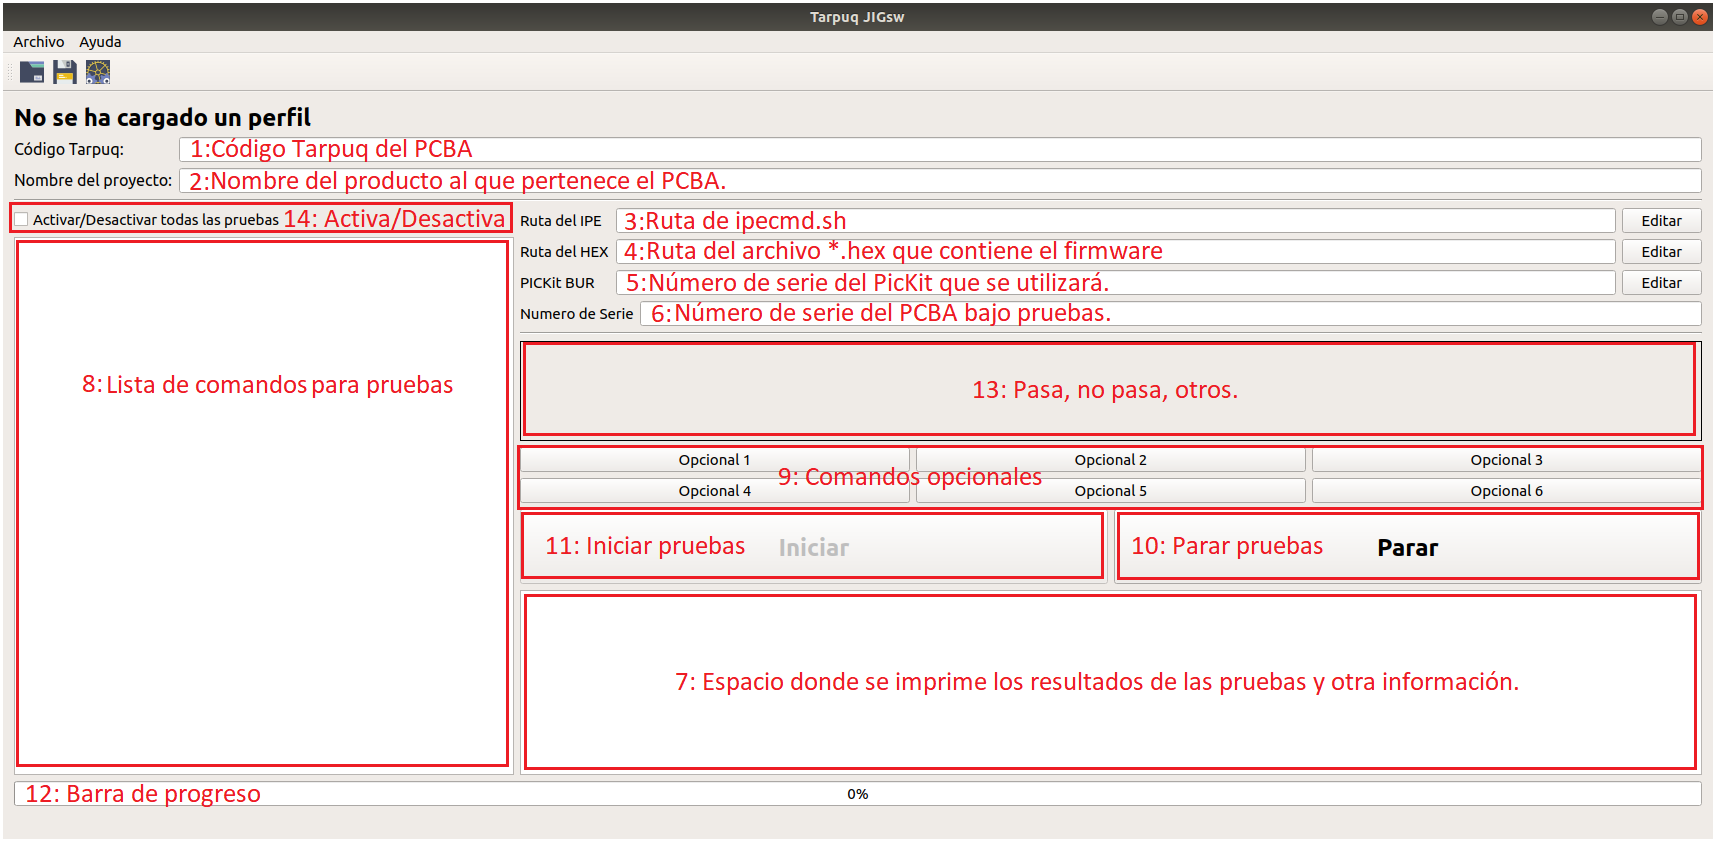 Tarpuq JIGsw
Archivo Ayuda
No se ha cargado un perfil
Código Tarpuq: 1:Código Tarpuq del PCBA
Nombre del proyecto: 2:Nombre del producto al que pertenece el PCBA.
Activar/Desactivar todas las pruebas 14: Activa/Desactiva
8: Lista de comandos para pruebas
Ruta del IPE 3:Ruta de ipecmd.sh Editar
Ruta del HEX 4:Ruta del archivo *.hex que contiene el firmware Editar
PICKit BUR 5:Número de serie del PicKit que se utilizará. Editar
Numero de Serie 6:Número de serie del PCBA bajo pruebas.
13: Pasa, no pasa, otros.
Opcional 1 Opcional 2 Opcional 3
9: Comandos opcionales
Opcional 4 Opcional 5 Opcional 6
11: Iniciar pruebas Iniciar 10: Parar pruebas Parar
7: Espacio donde se imprime los resultados de las pruebas y otra información.
12: Barra de progreso 0%